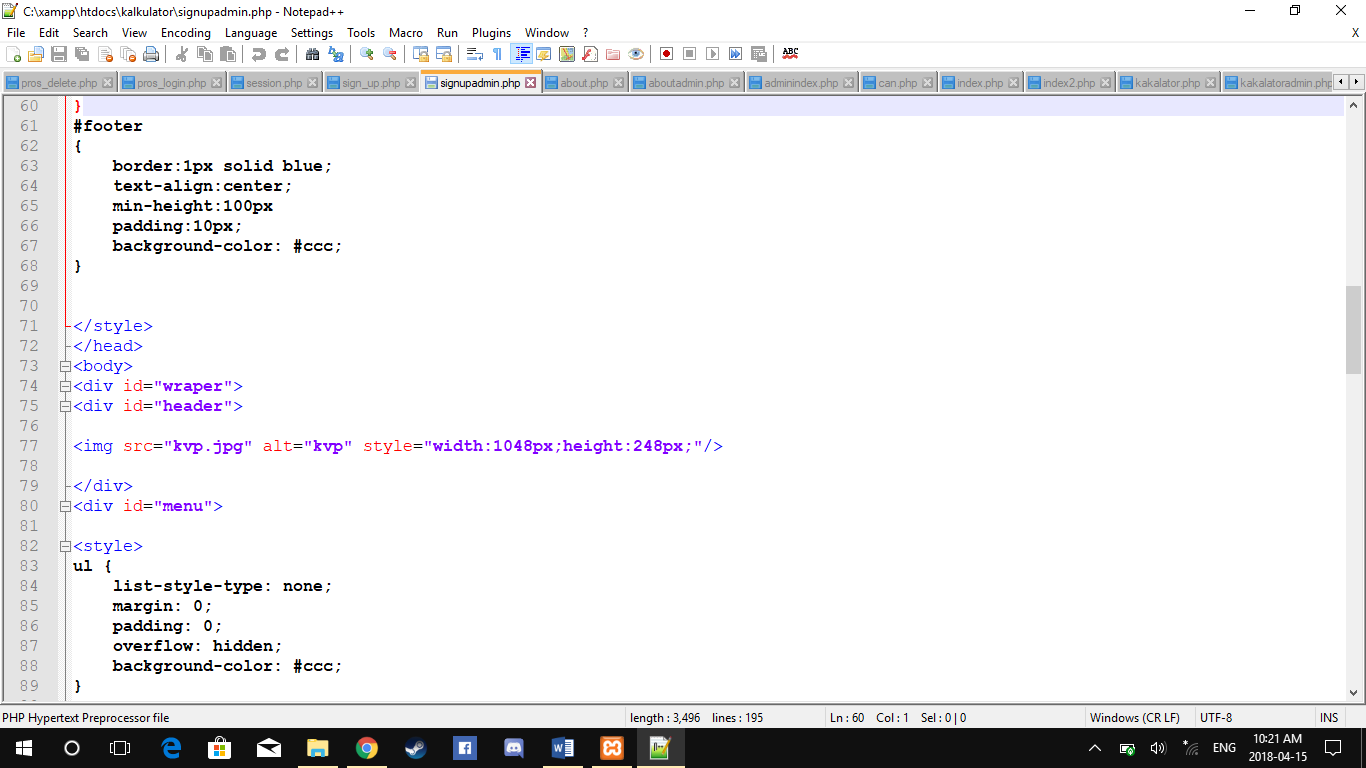 C:\xampp\htdocs\kalkulator\signupadmin.php - Notepad++
File Edit Search View Encoding Language Settings Tools Macro Run Plugins Window ? X
pros_delete.php pros_login.php session.php sign_up.php signupadmin.php about.php aboutadmin.php adminindex.php can.php index.php index2.php kakalator.php kakalatoradmin.php
60 }
61 #footer
62 {
63 border:1px solid blue;
64 text-align:center;
65 min-height:100px
66 padding:10px;
67 background-color: #ccc;
68 }
69
70
71 </style>
72 </head>
73 <body>
74 <div id="wraper">
75 <div id="header">
76
77 <img src="kvp.jpg" alt="kvp" style="width:1048px;height:248px;"/>
78
79 </div>
80 <div id="menu">
81
82 <style>
83 ul {
84 list-style-type: none;
85 margin: 0;
86 padding: 0;
87 overflow: hidden;
88 background-color: #ccc;
89 }
PHP Hypertext Preprocessor file length : 3,496 lines : 195 Ln : 60 Col : 1 Sel : 0 | 0 Windows (CR LF) UTF-8 INS
ENG 10:21 AM
2018-04-15